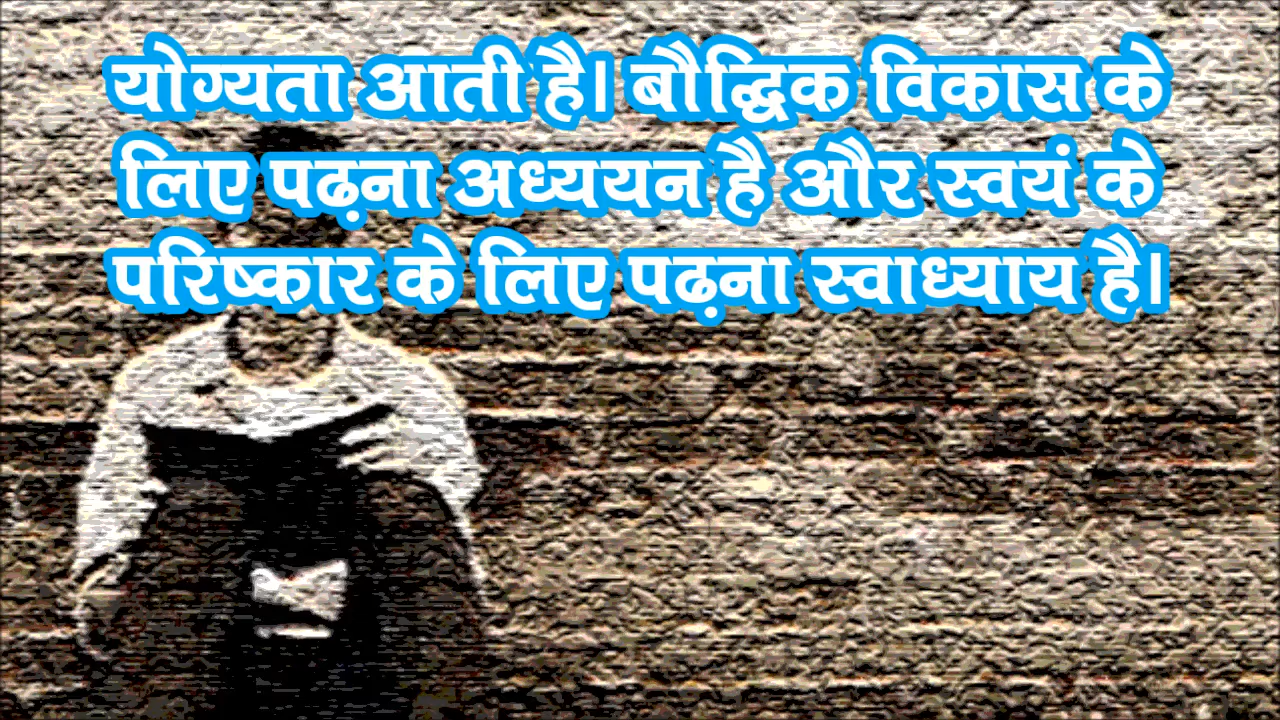 योग्यता आती है। बौद्धिक विकास के
लिए पढ़ना अध्ययन है और स्वयं के
परिष्कार के लिए पढ़ना स्वाध्याय है।